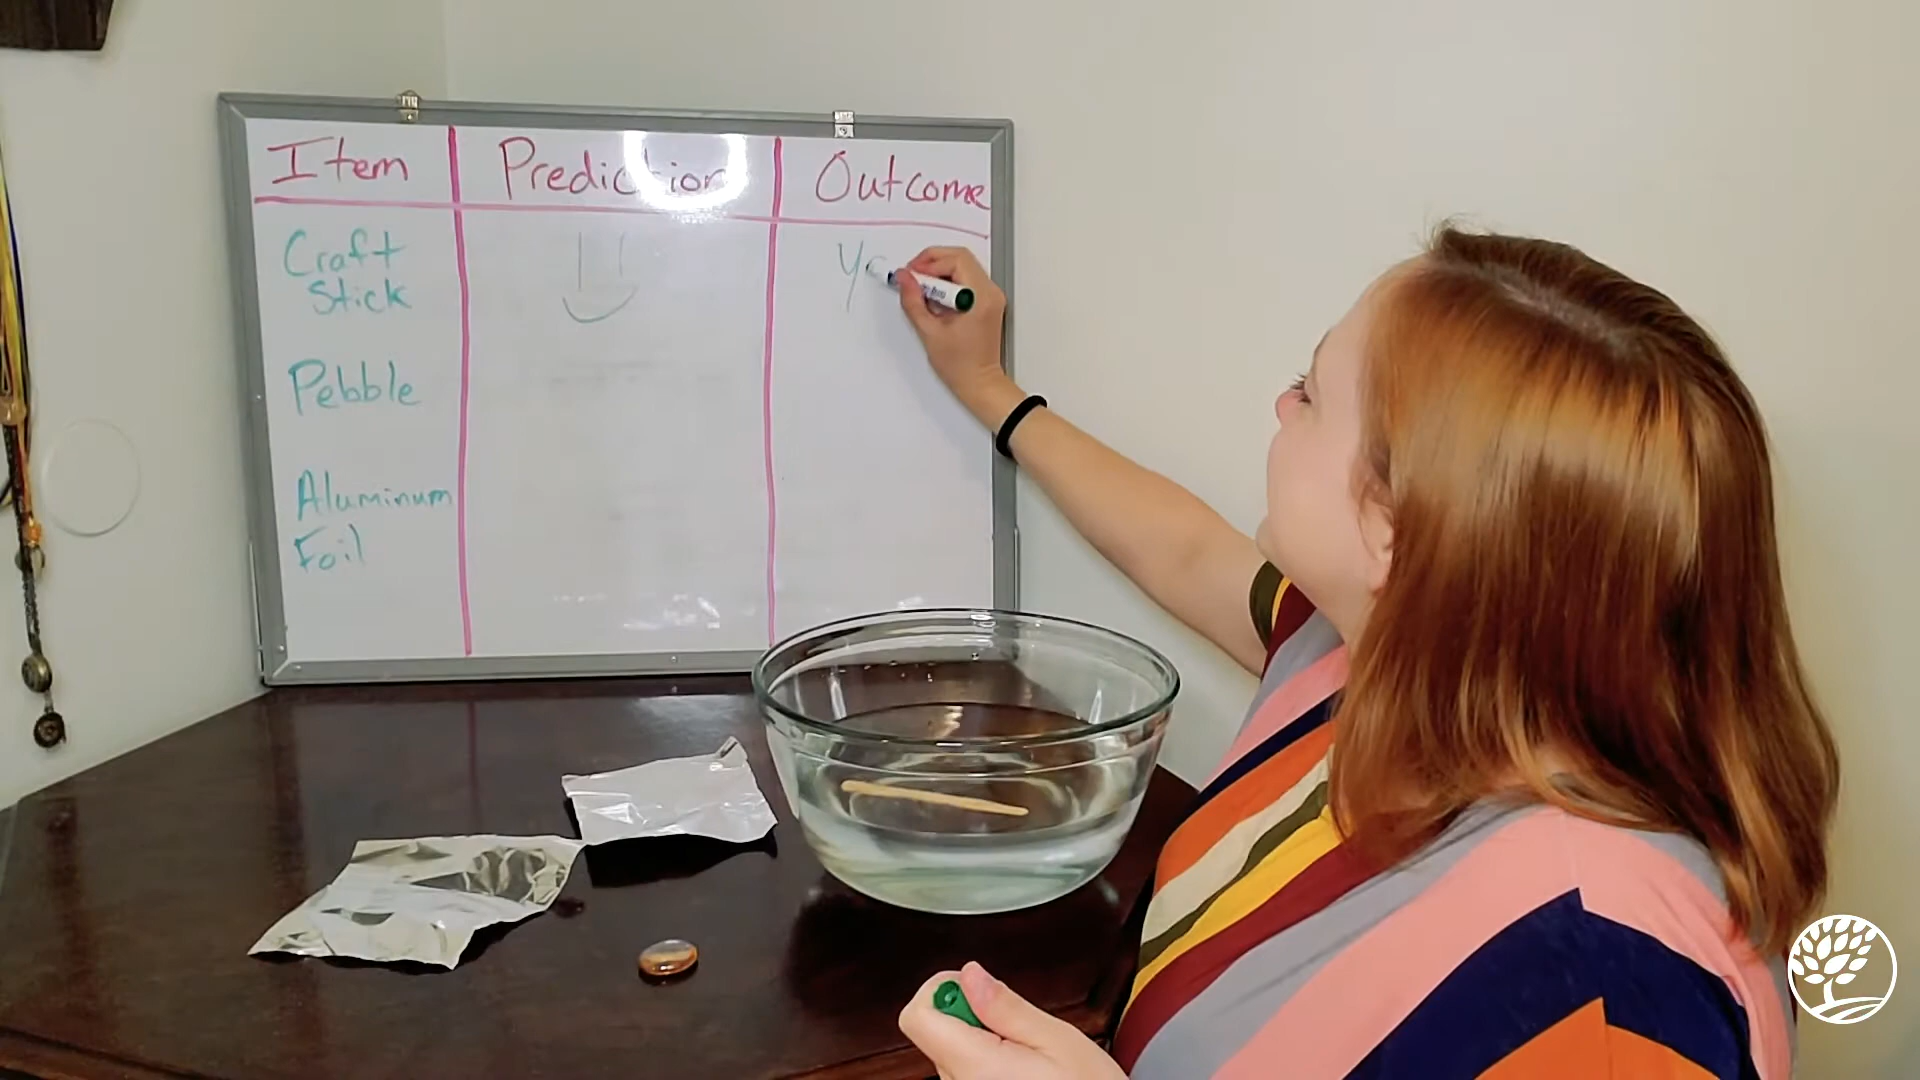 Item Prediction Outcome
Craft
Stick
Pebble
Aluminum
Foil